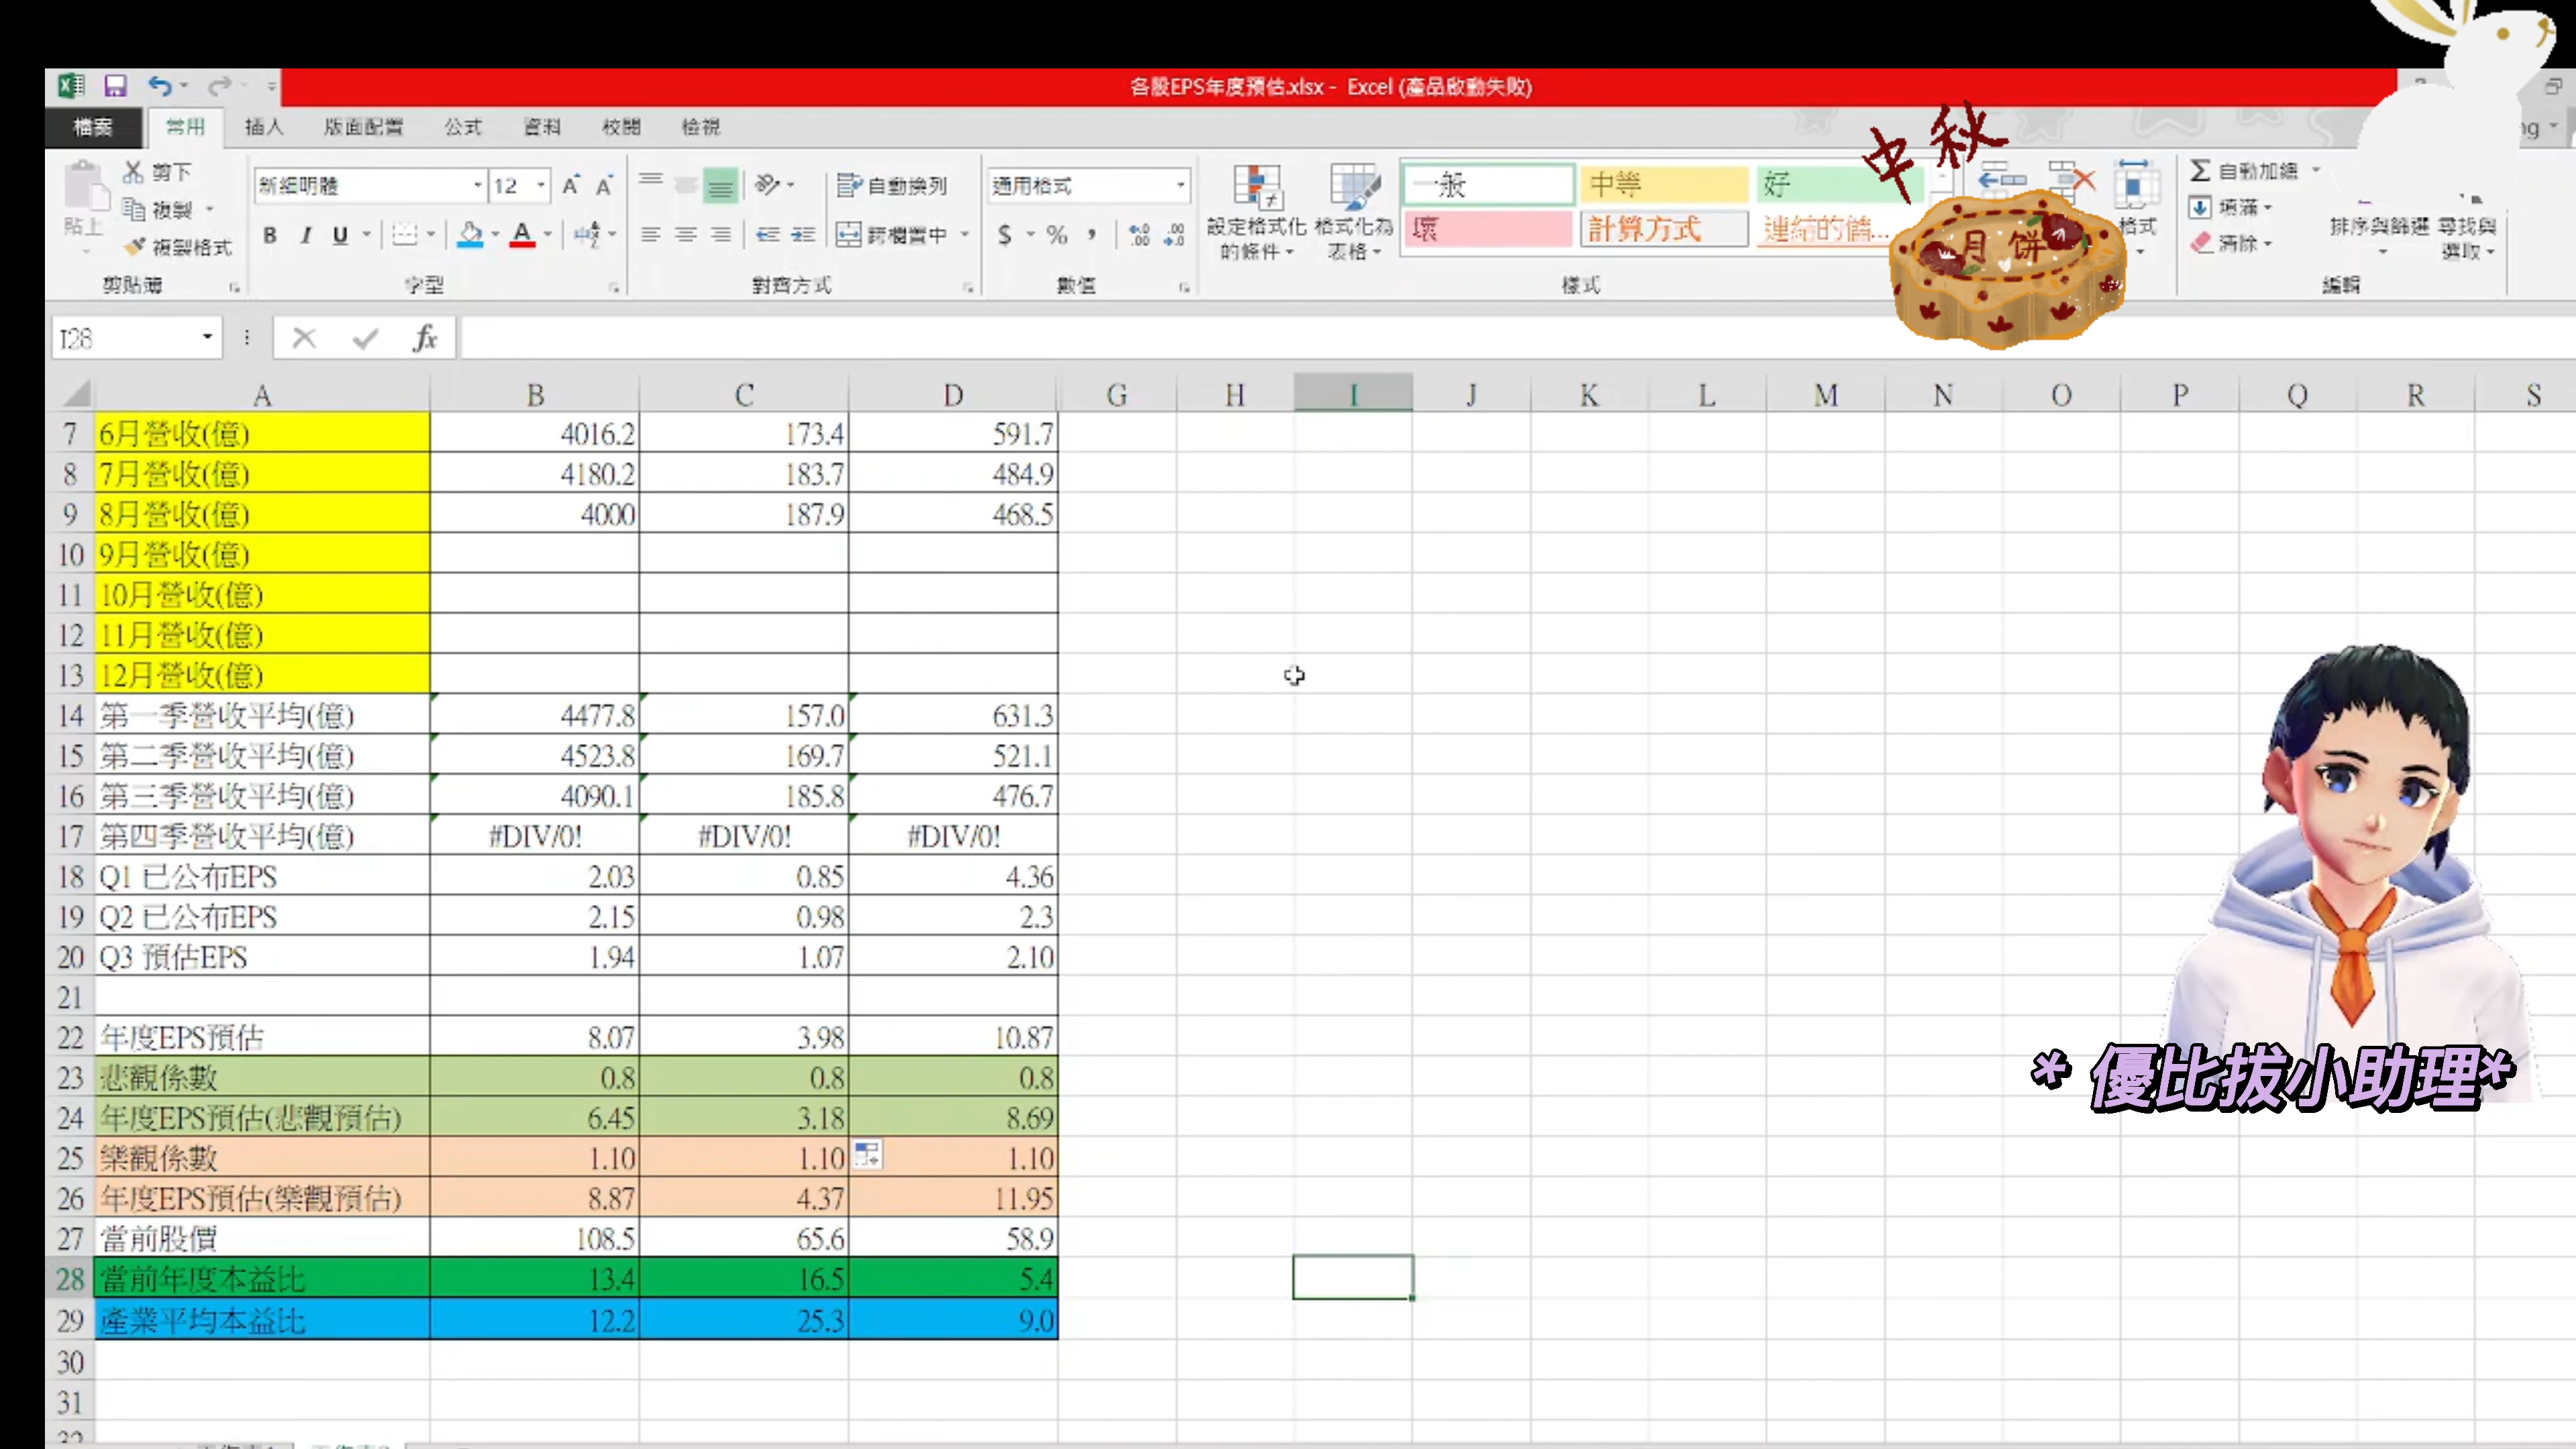 各股EPS年度預估.xlsx - Excel (產品啟動失敗)
檔案 常用 插入 版面配置 公式 資料 校閱 檢視
中秋
月饼
貼上 剪下 複製 複製格式
新細明體 12
B I U A
自動換列
跨欄置中
通用格式
$ % ,
設定格式化的條件 格式化為表格
一般 中等 好
壞 計算方式 連結的儲...
格式
自動加總
填滿
清除
排序與篩選 尋找與選取
剪貼簿 字型 對齊方式 數值 樣式 編輯
I28 fx
A B C D G H I J K L M N O P Q R S
7 6月營收(億) 4016.2 173.4 591.7
8 7月營收(億) 4180.2 183.7 484.9
9 8月營收(億) 4000 187.9 468.5
10 9月營收(億)
11 10月營收(億)
12 11月營收(億)
13 12月營收(億)
14 第一季營收平均(億) 4477.8 157.0 631.3
15 第二季營收平均(億) 4523.8 169.7 521.1
16 第三季營收平均(億) 4090.1 185.8 476.7
17 第四季營收平均(億) #DIV/0! #DIV/0! #DIV/0!
18 Q1 已公布EPS 2.03 0.85 4.36
19 Q2 已公布EPS 2.15 0.98 2.3
20 Q3 預估EPS 1.94 1.07 2.10
21
22 年度EPS預估 8.07 3.98 10.87
23 悲觀係數 0.8 0.8 0.8
24 年度EPS預估(悲觀預估) 6.45 3.18 8.69
25 樂觀係數 1.10 1.10 1.10
26 年度EPS預估(樂觀預估) 8.87 4.37 11.95
27 當前股價 108.5 65.6 58.9
28 當前年度本益比 13.4 16.5 5.4
29 產業平均本益比 12.2 25.3 9.0
30
31
* 優比拔小助理*